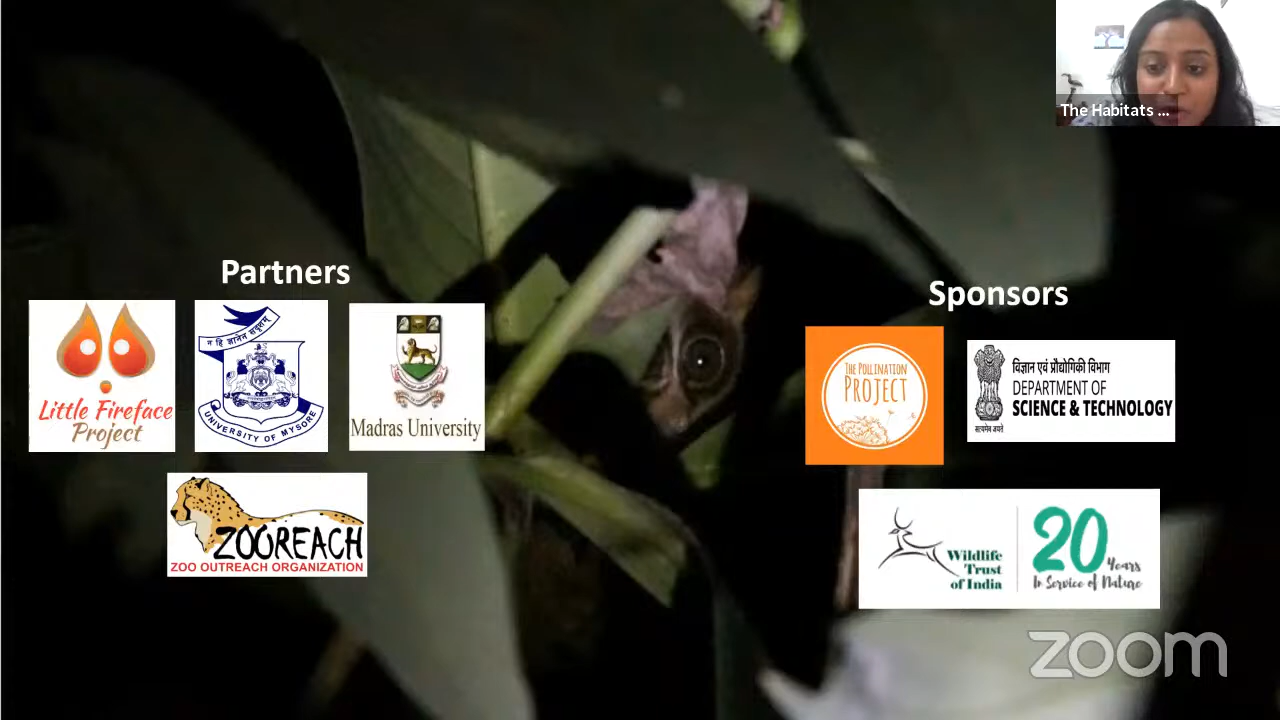 The Habitats ...
Partners
Sponsors
Little Fireface
Project
न हि ज्ञानेन सदृशम्
UNIVERSITY OF MYSORE
Madras University
ZOOREACH
ZOO OUTREACH ORGANIZATION
THE POLLINATION
PROJECT
विज्ञान एवं प्रौद्योगिकी विभाग
DEPARTMENT OF
SCIENCE & TECHNOLOGY
सत्यमेव जयते
Wildlife
Trust
of India
20
Years
In Service of Nature
zoom